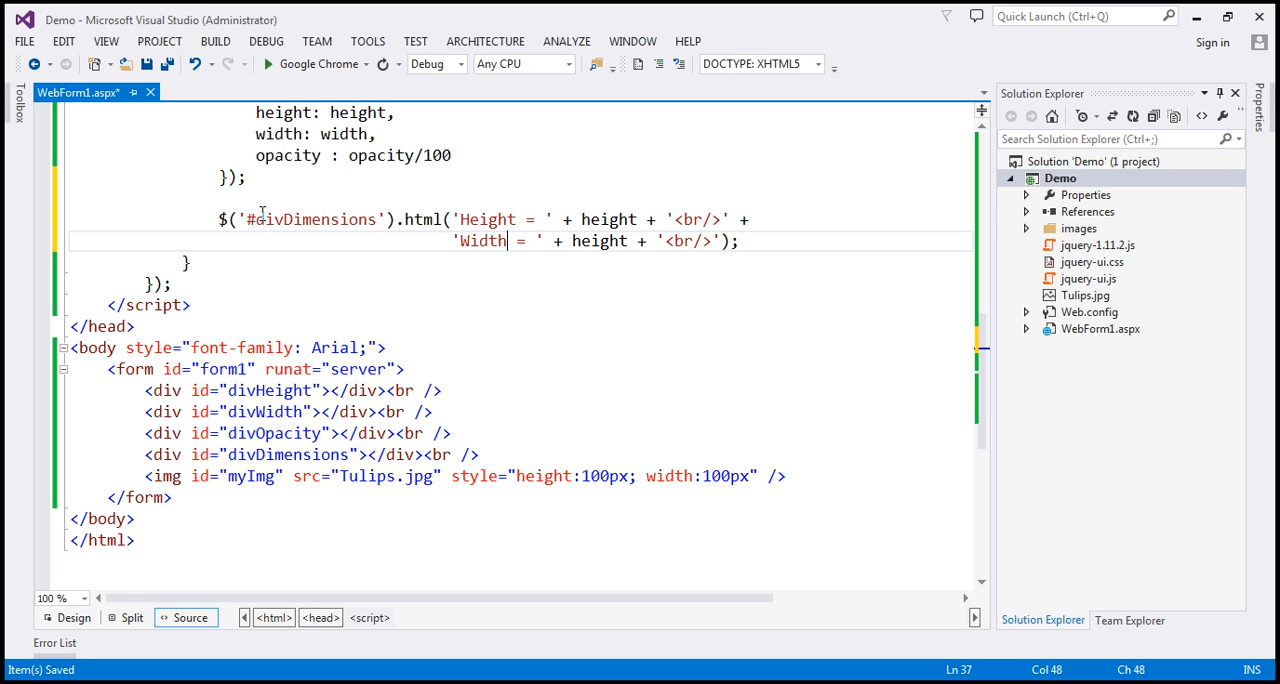 Demo - Microsoft Visual Studio (Administrator)
Quick Launch (Ctrl+Q)
FILE EDIT VIEW PROJECT BUILD DEBUG TEAM TOOLS TEST ARCHITECTURE ANALYZE WINDOW HELP
Sign in
Google Chrome
Debug
Any CPU
DOCTYPE: XHTML5
Toolbox
WebForm1.aspx*
height: height,
width: width,
opacity : opacity/100
});
$('#divDimensions').html('Height = ' + height + '<br/>' +
'Width = ' + height + '<br/>');
}
});
</script>
</head>
<body style="font-family: Arial;">
<form id="form1" runat="server">
<div id="divHeight"></div><br />
<div id="divWidth"></div><br />
<div id="divOpacity"></div><br />
<div id="divDimensions"></div><br />
<img id="myImg" src="Tulips.jpg" style="height:100px; width:100px" />
</form>
</body>
</html>
100 %
Design
Split
Source
<html> <head> <script>
Error List
Item(s) Saved
Ln 37
Col 48
Ch 48
INS
Solution Explorer
Search Solution Explorer (Ctrl+;)
Solution 'Demo' (1 project)
Demo
Properties
References
images
jquery-1.11.2.js
jquery-ui.css
jquery-ui.js
Tulips.jpg
Web.config
WebForm1.aspx
Solution Explorer
Team Explorer
Properties